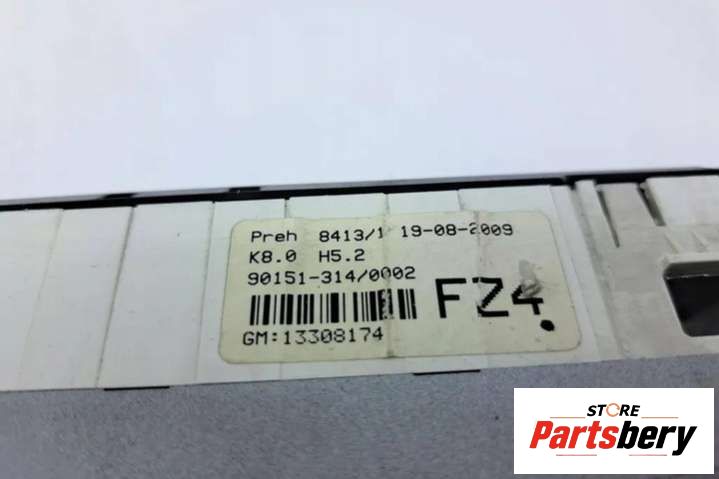 Preh 8413/1 19-08-2009
K8.0 H5.2
90151-314/0002
FZ4.
GM:13308174
STORE
Partsbery